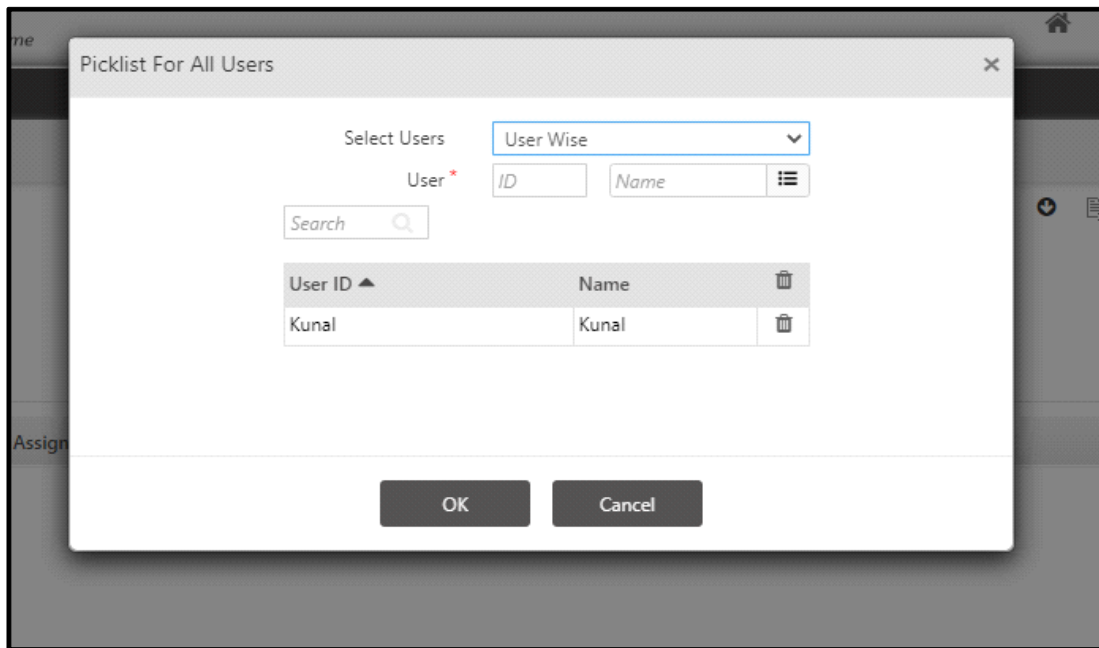 me
Picklist For All Users
Select Users User Wise
User * ID Name
Search
User ID Name
Kunal Kunal
Assign
OK Cancel